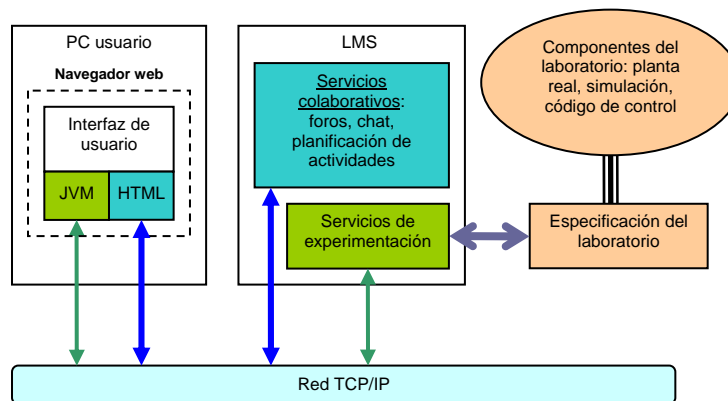 PC usuario
Navegador web
Interfaz de
usuario
JVM
HTML
LMS
Servicios
colaborativos:
foros, chat,
planificación de
actividades
Servicios de
experimentación
Componentes del
laboratorio: planta
real, simulación,
código de control
Especificación del
laboratorio
Red TCP/IP